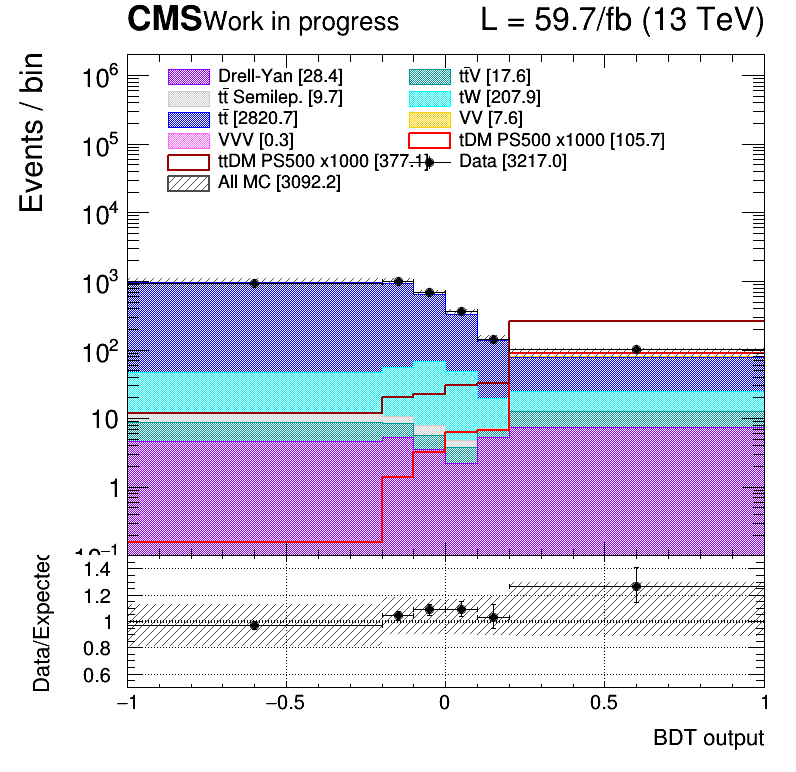 CMS Work in progress L = 59.7/fb (13 TeV)
Events / bin
Drell-Yan [28.4] tt̄V [17.6]
tt̄ Semilep. [9.7] tW [207.9]
tt̄ [2820.7] VV [7.6]
VVV [0.3] tDM PS500 x1000 [105.7]
ttDM PS500 x1000 [377.1] Data [3217.0]
All MC [3092.2]
10⁶
10⁵
10⁴
10³
10²
10
1
10⁻¹
Data/Expected
1.4
1.2
1
0.8
0.6
−1 −0.5 0 0.5 1
BDT output